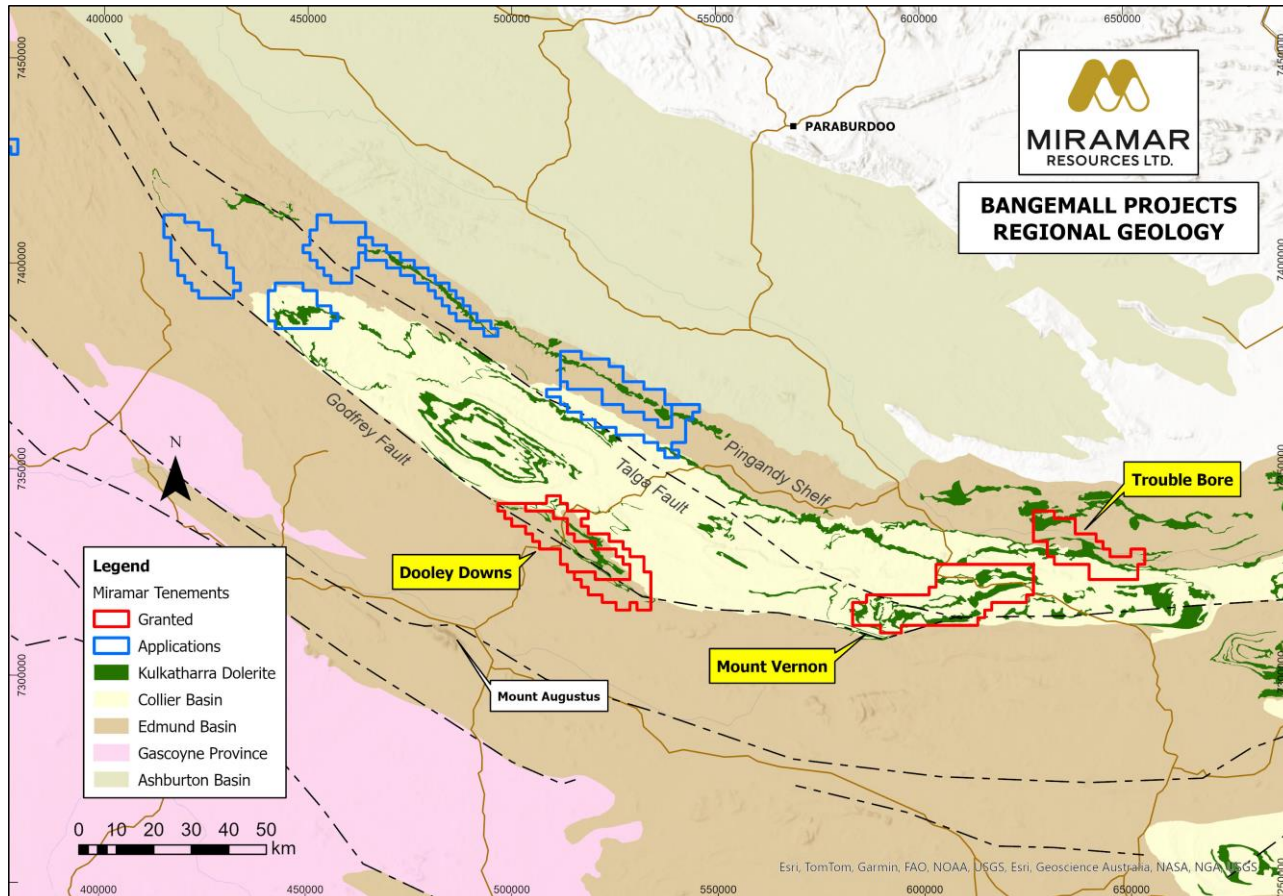 400000 450000 500000 550000 600000 650000
7450000
7450000
MIRAMAR
RESOURCES LTD.
PARABURDOO
BANGEMALL PROJECTS
REGIONAL GEOLOGY
7400000
7400000
Godfrey Fault
Talga Fault
Pingandy Shelf
N
7350000
Trouble Bore
Dooley Downs
Mount Vernon
Mount Augustus
7300000
Legend
Miramar Tenements
Granted
Applications
Kulkatharra Dolerite
Collier Basin
Edmund Basin
Gascoyne Province
Ashburton Basin
0 10 20 30 40 50
km
Esri, TomTom, Garmin, FAO, NOAA, USGS, Esri, Geoscience Australia, NASA, NGA, USGS
400000 450000 500000 550000 600000 650000